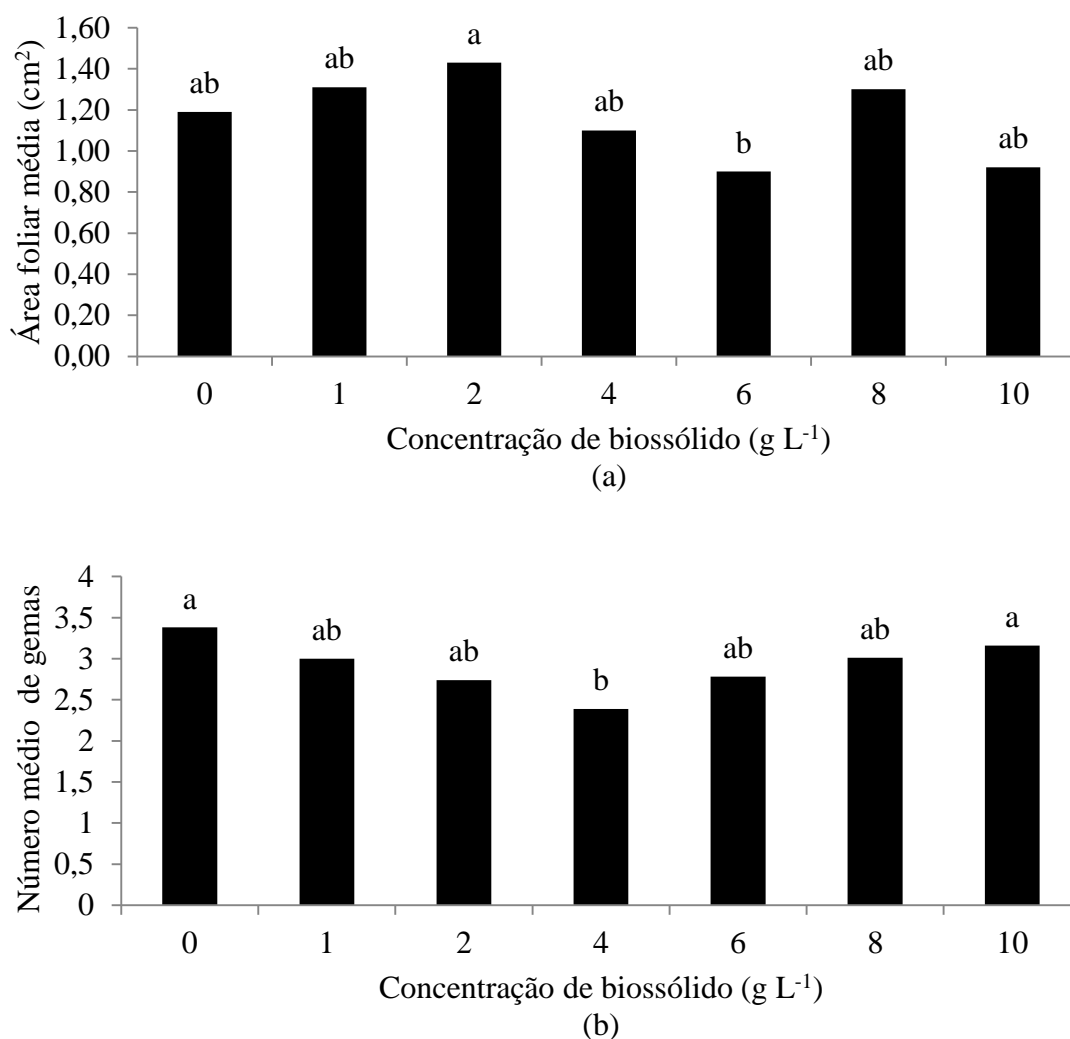 Área foliar média (cm²)
1,60
1,40
1,20
1,00
0,80
0,60
0,40
0,20
0,00
ab
ab
a
ab
b
ab
ab
0 1 2 4 6 8 10
Concentração de biossólido (g L⁻¹)
(a)
Número médio de gemas
4
3,5
3
2,5
2
1,5
1
0,5
0
a
ab
ab
b
ab
ab
a
0 1 2 4 6 8 10
Concentração de biossólido (g L⁻¹)
(b)